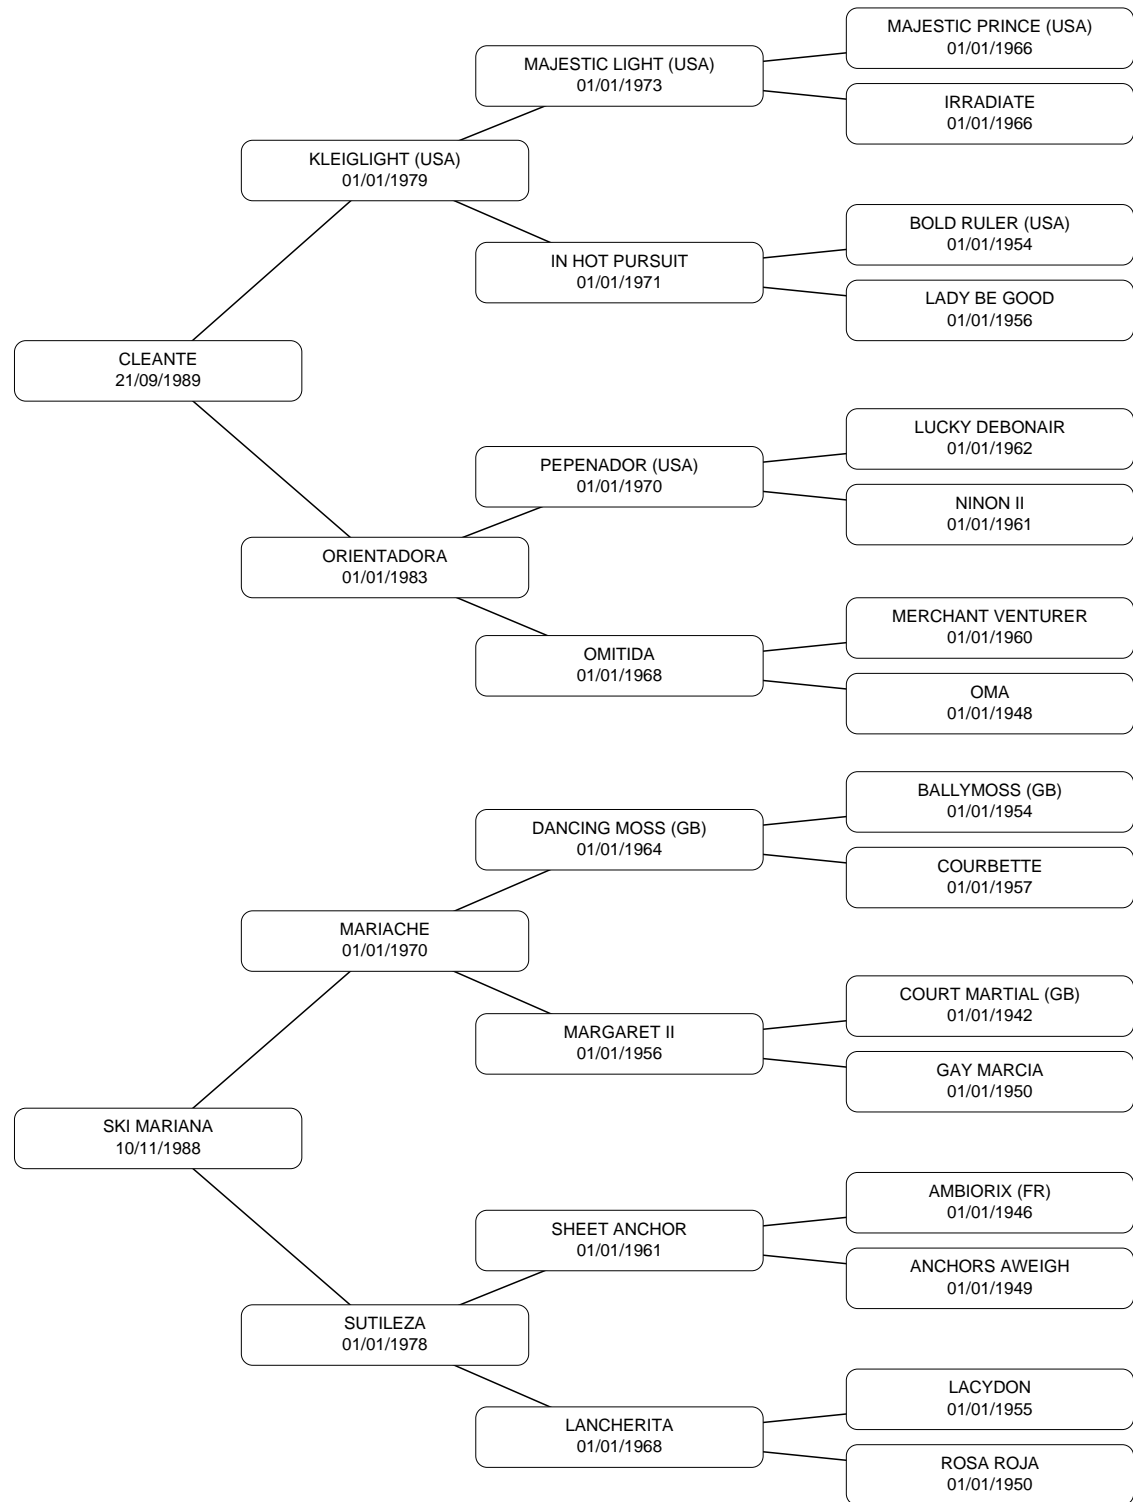 MAJESTIC PRINCE (USA)
01/01/1966
MAJESTIC LIGHT (USA)
01/01/1973
IRRADIATE
01/01/1966
KLEIGLIGHT (USA)
01/01/1979
BOLD RULER (USA)
01/01/1954
IN HOT PURSUIT
01/01/1971
LADY BE GOOD
01/01/1956
CLEANTE
21/09/1989
LUCKY DEBONAIR
01/01/1962
PEPENADOR (USA)
01/01/1970
NINON II
01/01/1961
ORIENTADORA
01/01/1983
MERCHANT VENTURER
01/01/1960
OMITIDA
01/01/1968
OMA
01/01/1948
BALLYMOSS (GB)
01/01/1954
DANCING MOSS (GB)
01/01/1964
COURBETTE
01/01/1957
MARIACHE
01/01/1970
COURT MARTIAL (GB)
01/01/1942
MARGARET II
01/01/1956
GAY MARCIA
01/01/1950
SKI MARIANA
10/11/1988
AMBIORIX (FR)
01/01/1946
SHEET ANCHOR
01/01/1961
ANCHORS AWEIGH
01/01/1949
SUTILEZA
01/01/1978
LACYDON
01/01/1955
LANCHERITA
01/01/1968
ROSA ROJA
01/01/1950